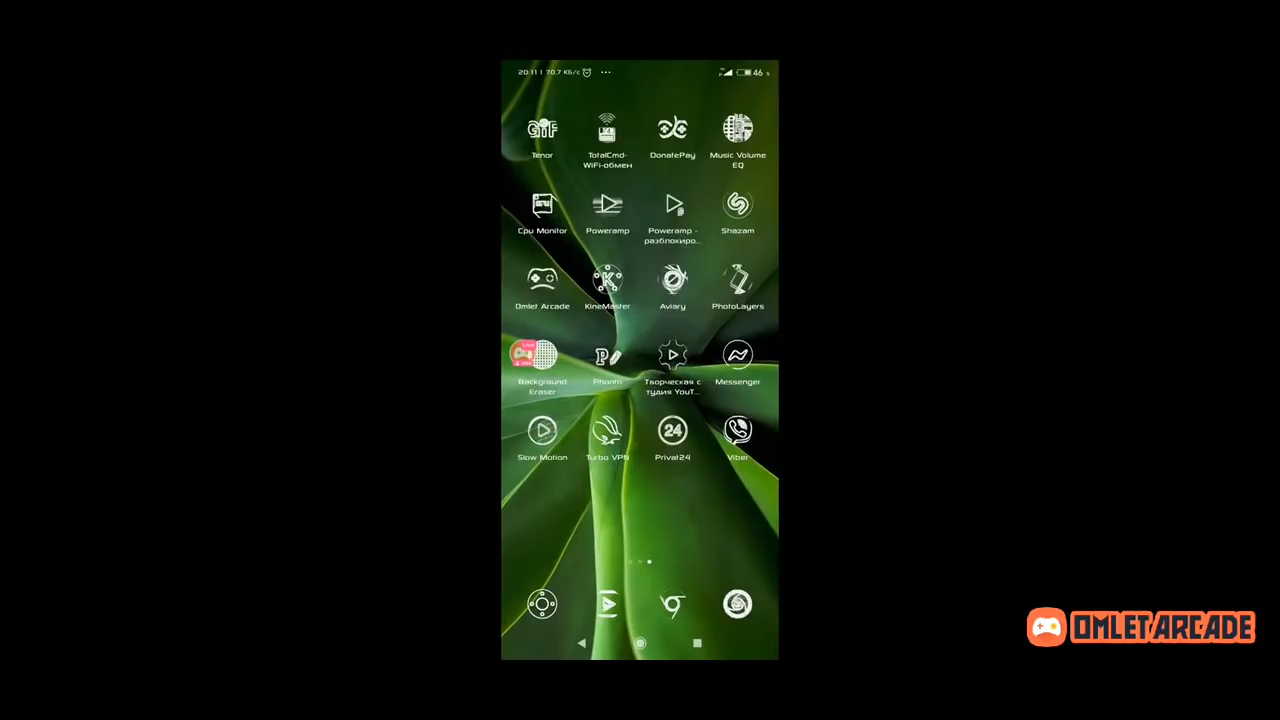 20:11 | 70,7 КБ/с ... 46
GIF
Tenor
TotalCmd-
WiFi-обмен
DonatePay
Music Volume
EQ
CPU
Cpu Monitor
Poweramp
Poweramp -
разблокиро...
Shazam
Omlet Arcade
K
KineMaster
Aviary
PhotoLayers
Background
Eraser
P
Phonto
Творческая с
тудия YouT...
Messenger
Slow Motion
Turbo VPN
24
Privat24
Viber
OMLET ARCADE